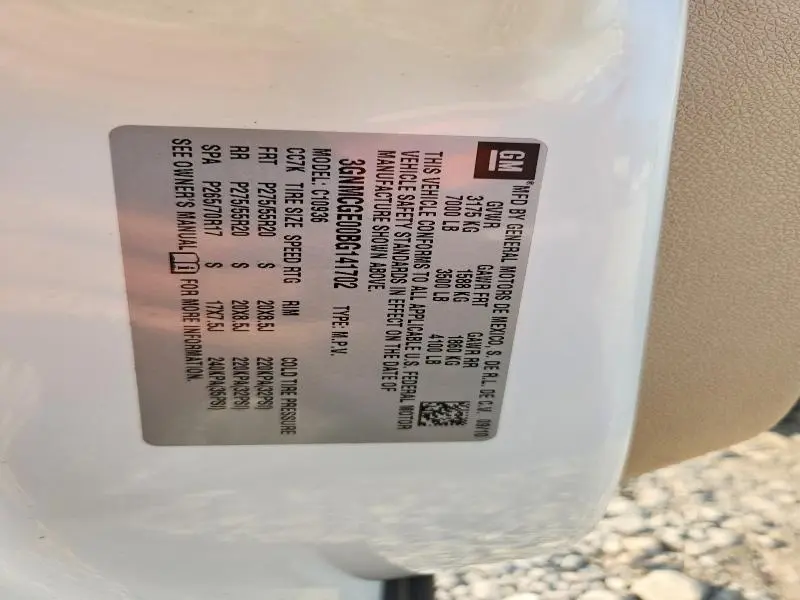 GM® MFD BY GENERAL MOTORS DE MEXICO, S. DE R.L. DE C.V. 09/10
GVWR GAWR FRT GAWR RR
3175 KG 1588 KG 1860 KG
7000 LB 3500 LB 4100 LB
THIS VEHICLE CONFORMS TO ALL APPLICABLE U.S. FEDERAL MOTOR
VEHICLE SAFETY STANDARDS IN EFFECT ON THE DATE OF
MANUFACTURE SHOWN ABOVE.
3GNMCGE00BG141702 TYPE: M.P.V.
MODEL: C10936
CC7K TIRE SIZE SPEED RTG RIM COLD TIRE PRESSURE
FRT P275/55R20 S 20X8.5J 220KPA(32PSI)
RR P275/55R20 S 20X8.5J 220KPA(32PSI)
SPA P265/70R17 S 17X7.5J 240KPA(35PSI)
SEE OWNER'S MANUAL FOR MORE INFORMATION.